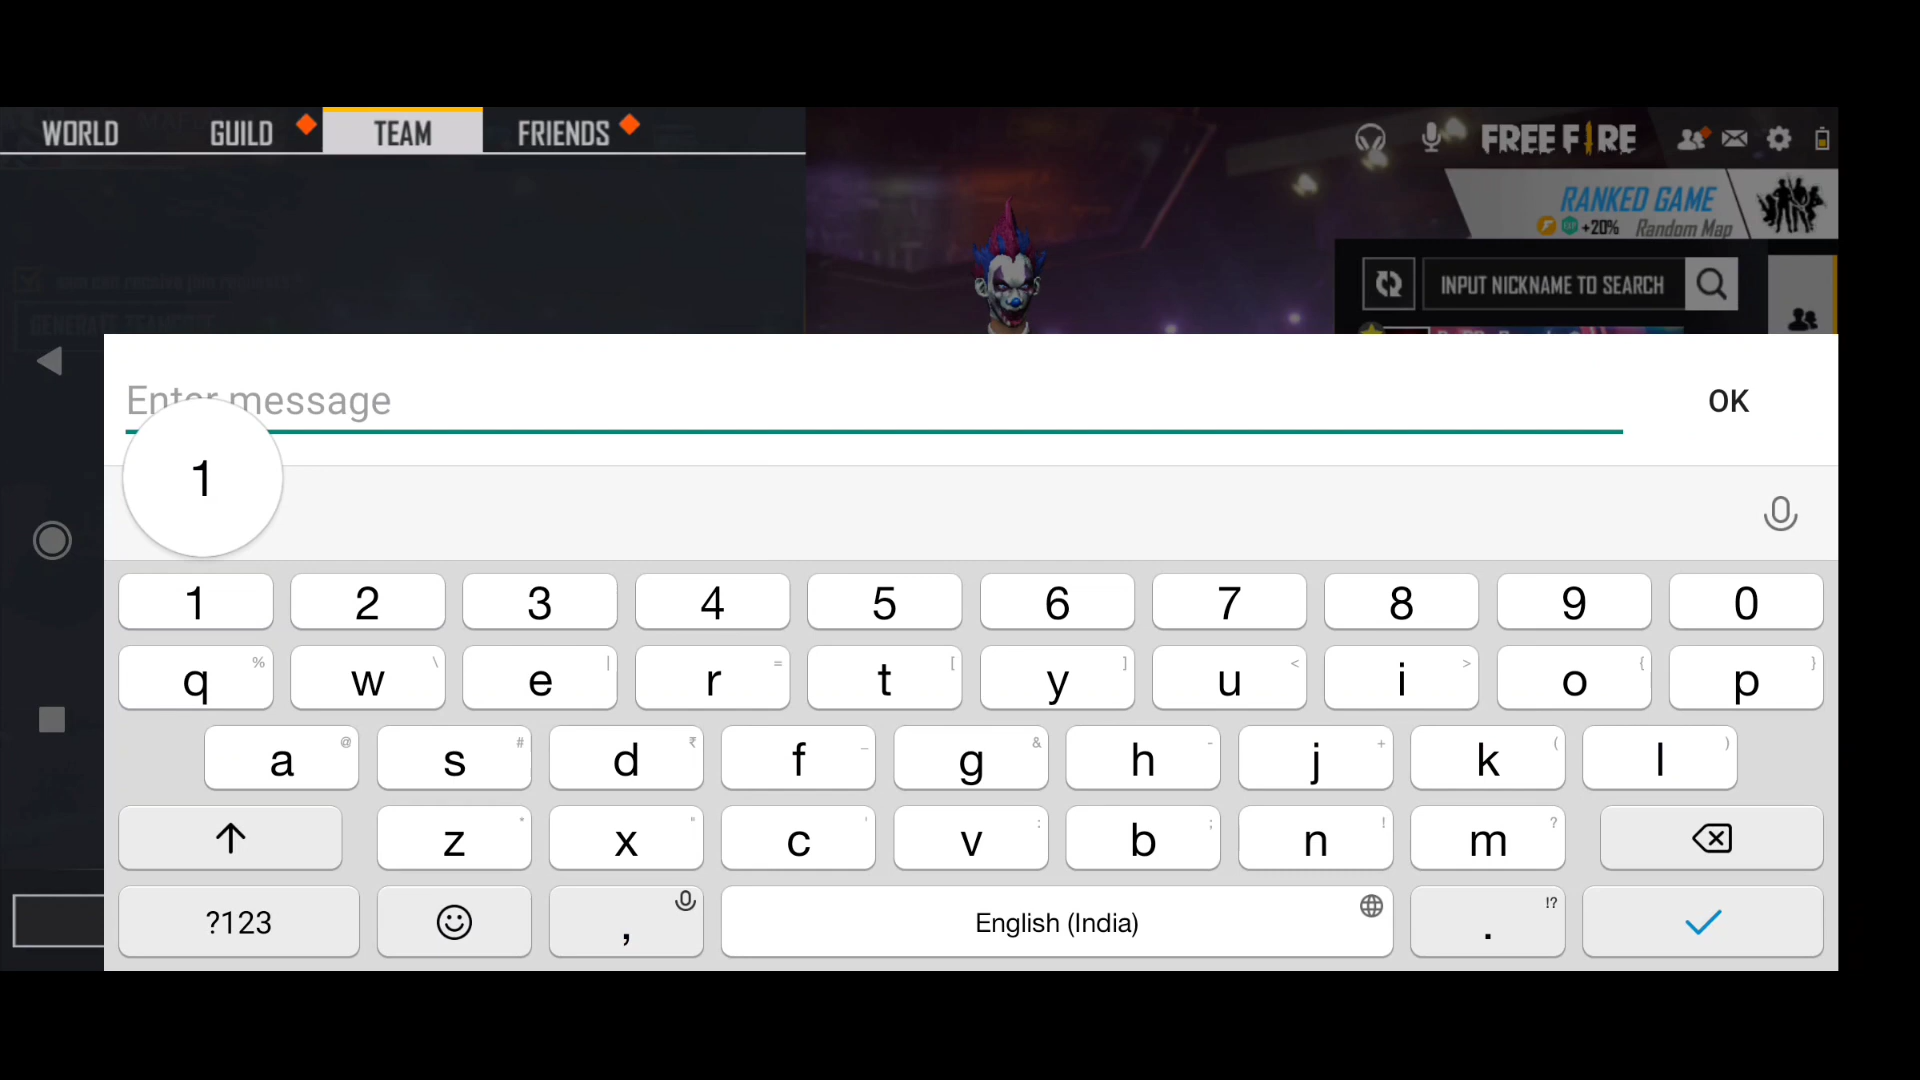 WORLD GUILD TEAM FRIENDS
FREE FIRE
RANKED GAME
+20% Random Map
INPUT NICKNAME TO SEARCH
Enter message
OK
1
1 2 3 4 5 6 7 8 9 0
q % w \ e | r = t [ y ] u < i > o { p }
a @ s # d ₹ f _ g & h - j + k ( l )
z * x " c ' v : b ; n ! m ?
?123 , English (India) . !?